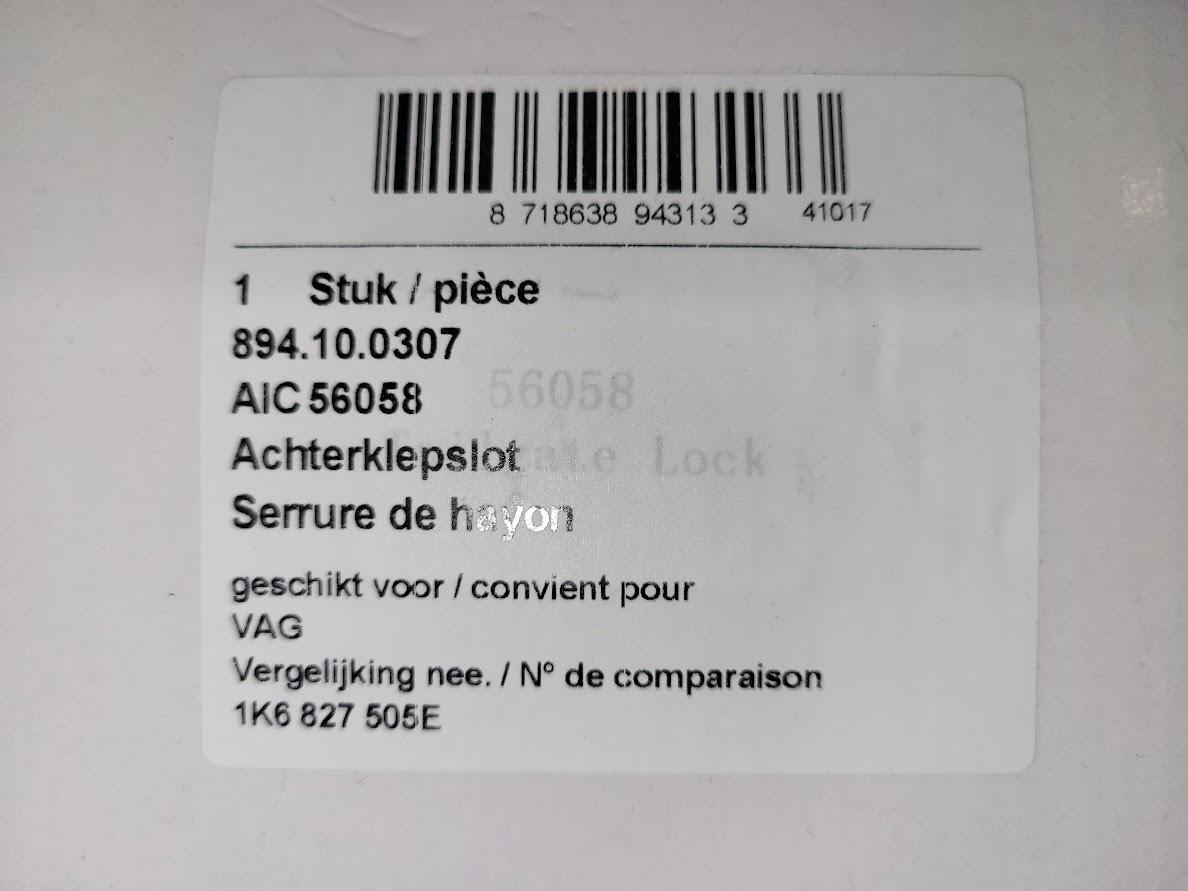 8 718638 94313 3 41017
1 Stuk / pièce
894.10.0307
AIC 56058
56058
Achterklepslot
Lock
Serrure de hayon
geschikt voor / convient pour
VAG
Vergelijking nee. / N° de comparaison
1K6 827 505E